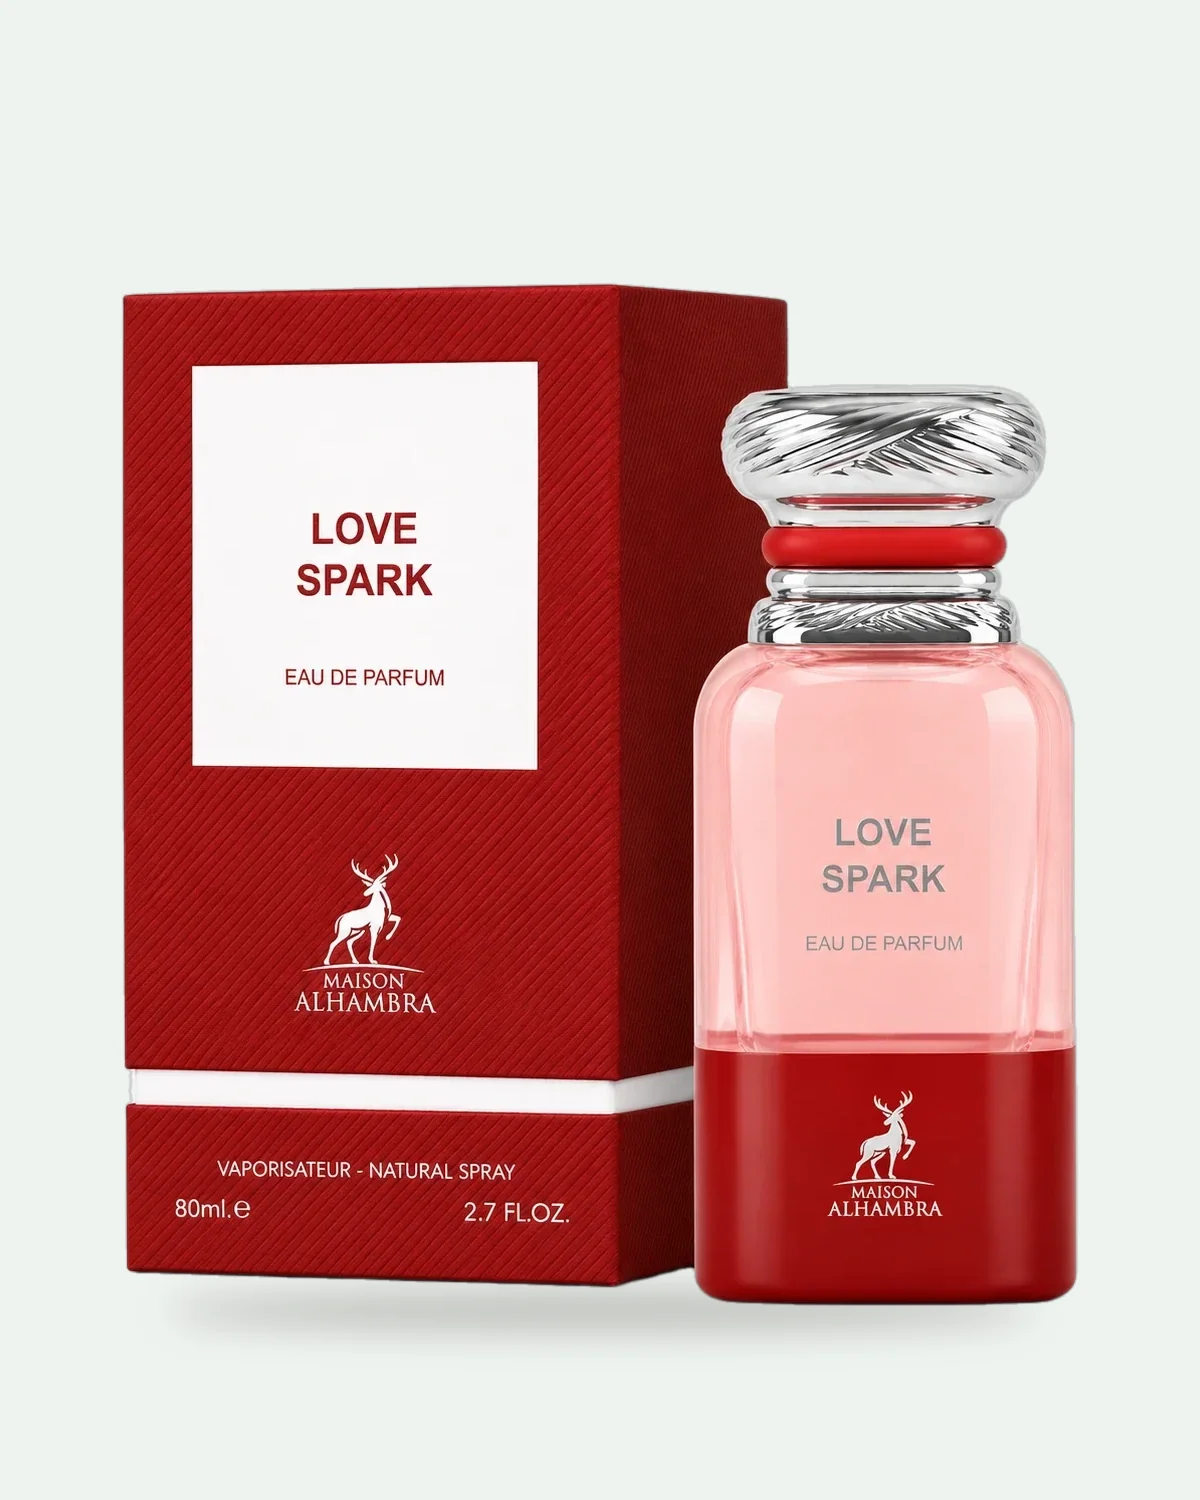 LOVE
SPARK
EAU DE PARFUM
MAISON
ALHAMBRA
VAPORISATEUR - NATURAL SPRAY
80ml.e
2.7 FL.OZ.
LOVE
SPARK
EAU DE PARFUM
MAISON
ALHAMBRA